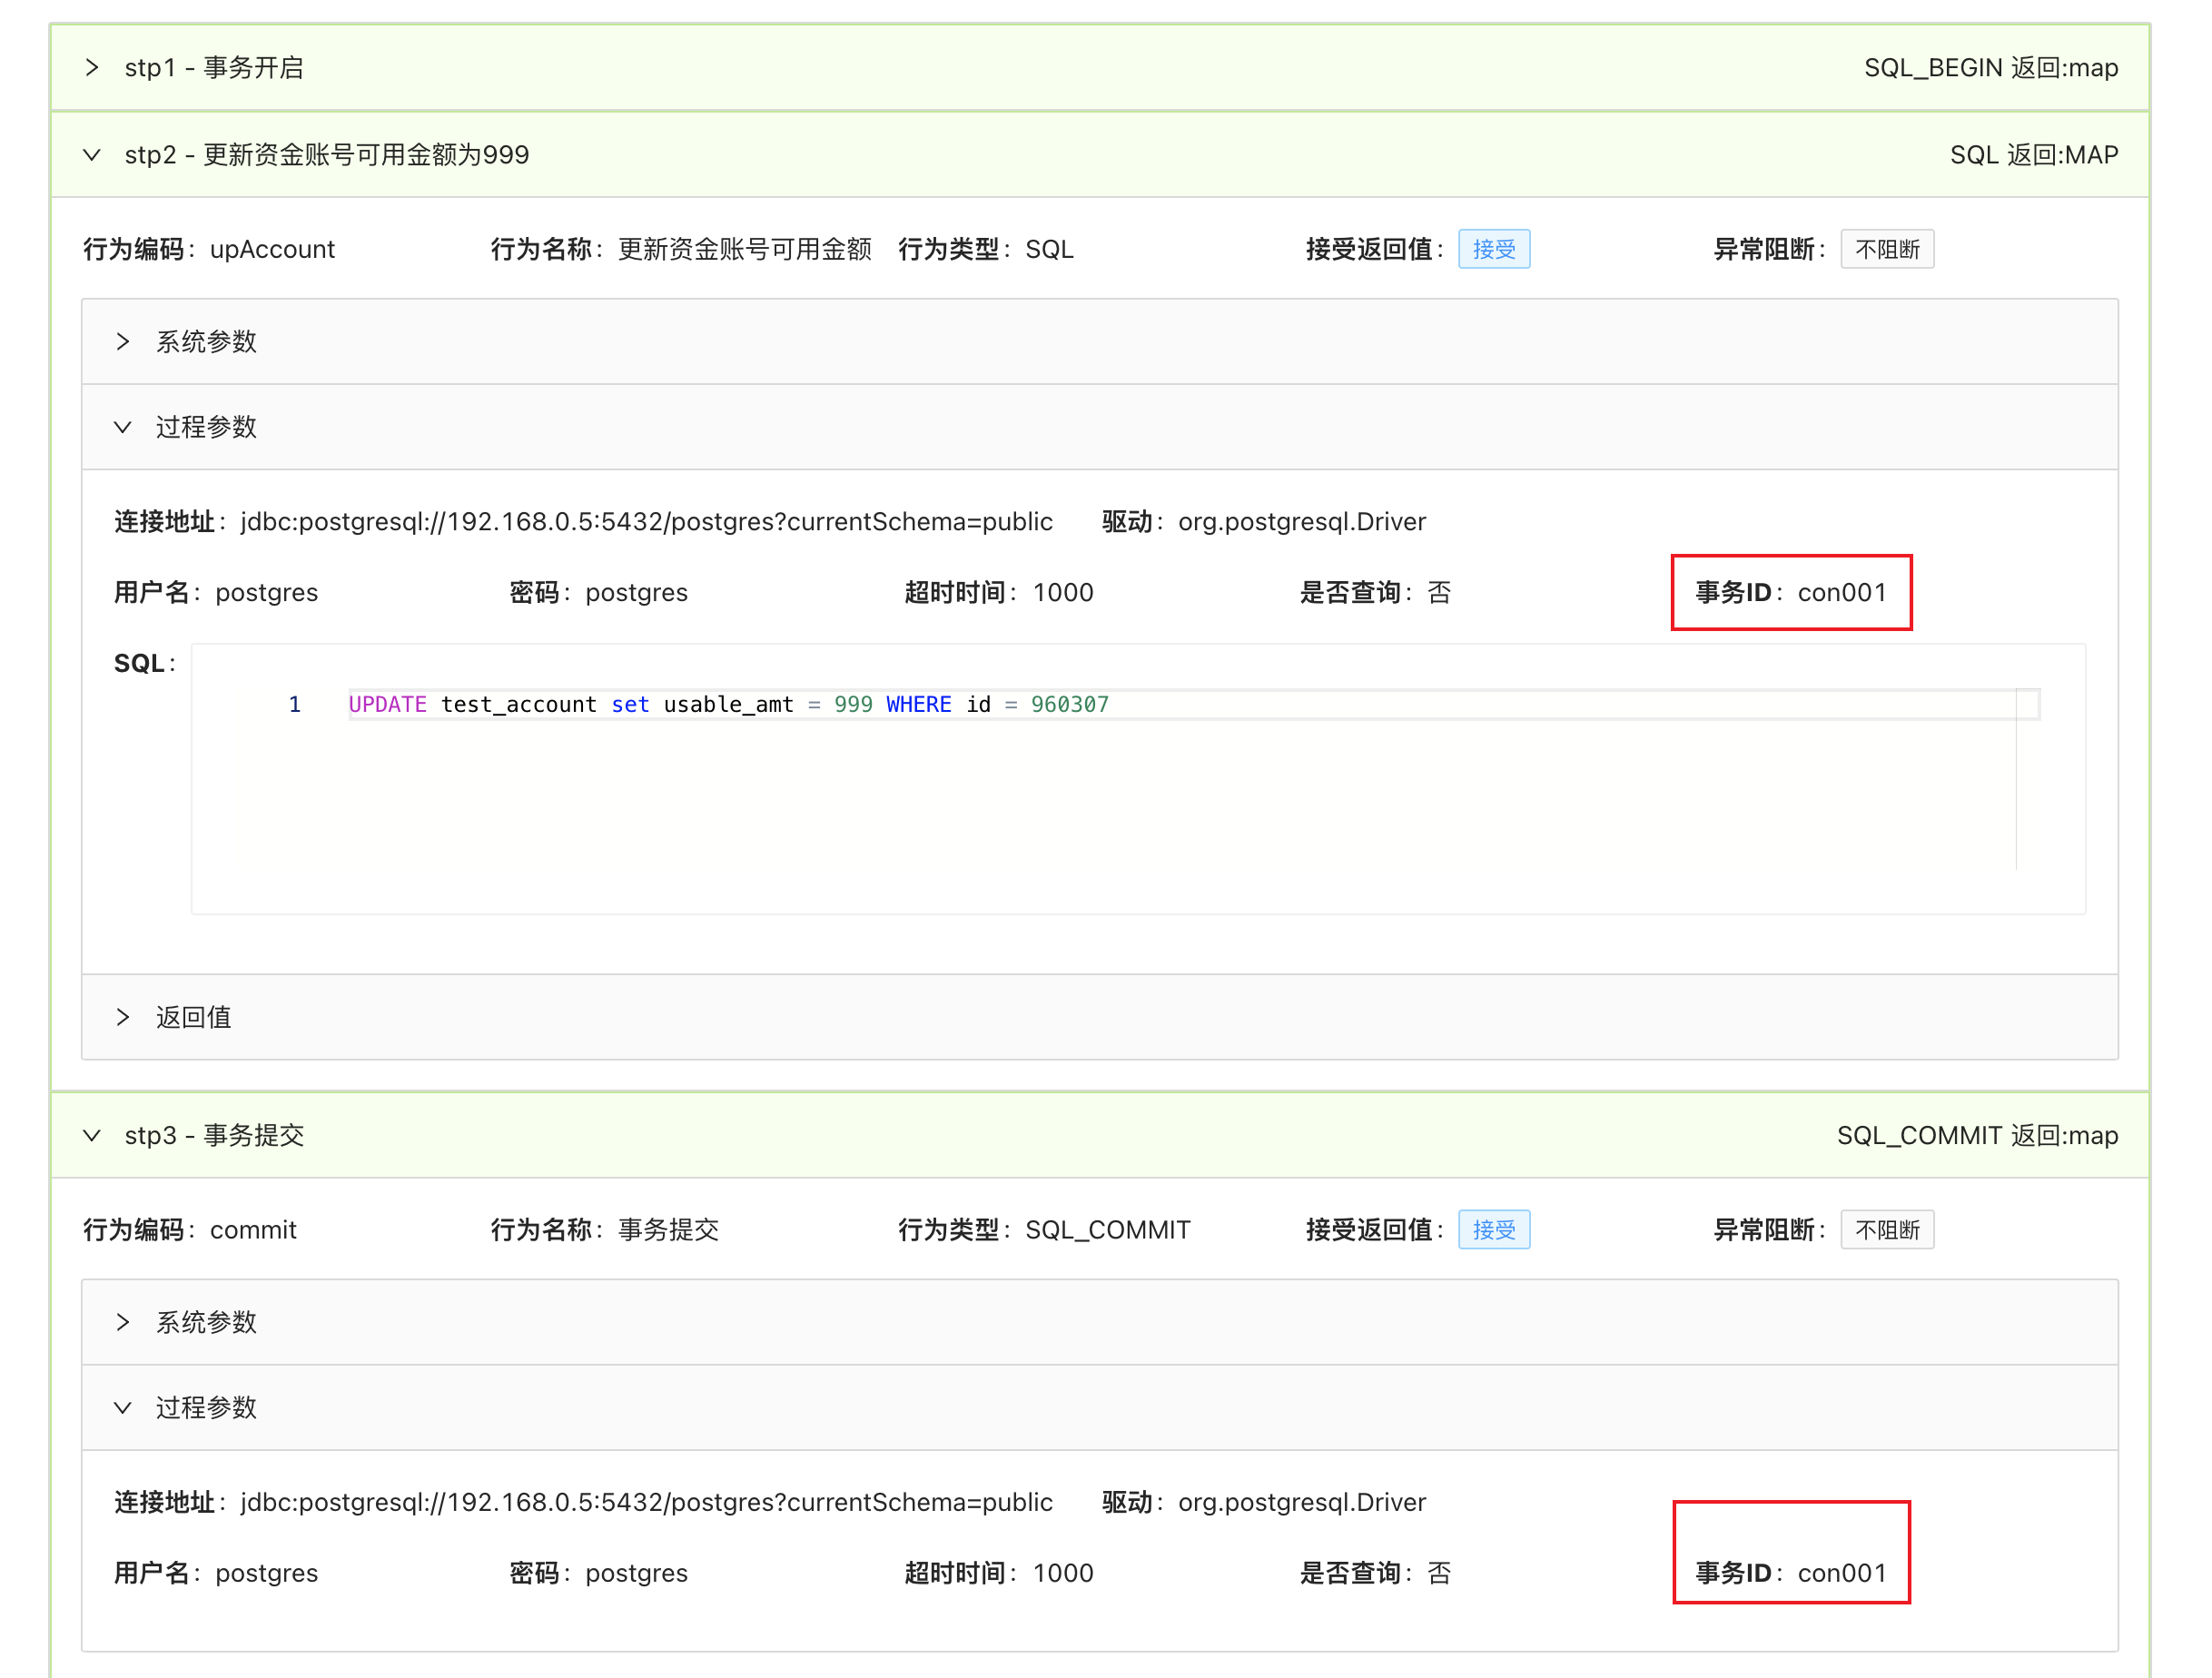 stp1 - 事务开启 SQL_BEGIN 返回:map
stp2 - 更新资金账号可用金额为999 SQL 返回:MAP
行为编码: upAccount 行为名称: 更新资金账号可用金额 行为类型: SQL 接受返回值: 接受 异常阻断: 不阻断
系统参数
过程参数
连接地址: jdbc:postgresql://192.168.0.5:5432/postgres?currentSchema=public 驱动: org.postgresql.Driver
用户名: postgres 密码: postgres 超时时间: 1000 是否查询: 否 事务ID: con001
SQL:
1 UPDATE test_account set usable_amt = 999 WHERE id = 960307
返回值
stp3 - 事务提交 SQL_COMMIT 返回:map
行为编码: commit 行为名称: 事务提交 行为类型: SQL_COMMIT 接受返回值: 接受 异常阻断: 不阻断
系统参数
过程参数
连接地址: jdbc:postgresql://192.168.0.5:5432/postgres?currentSchema=public 驱动: org.postgresql.Driver
用户名: postgres 密码: postgres 超时时间: 1000 是否查询: 否 事务ID: con001